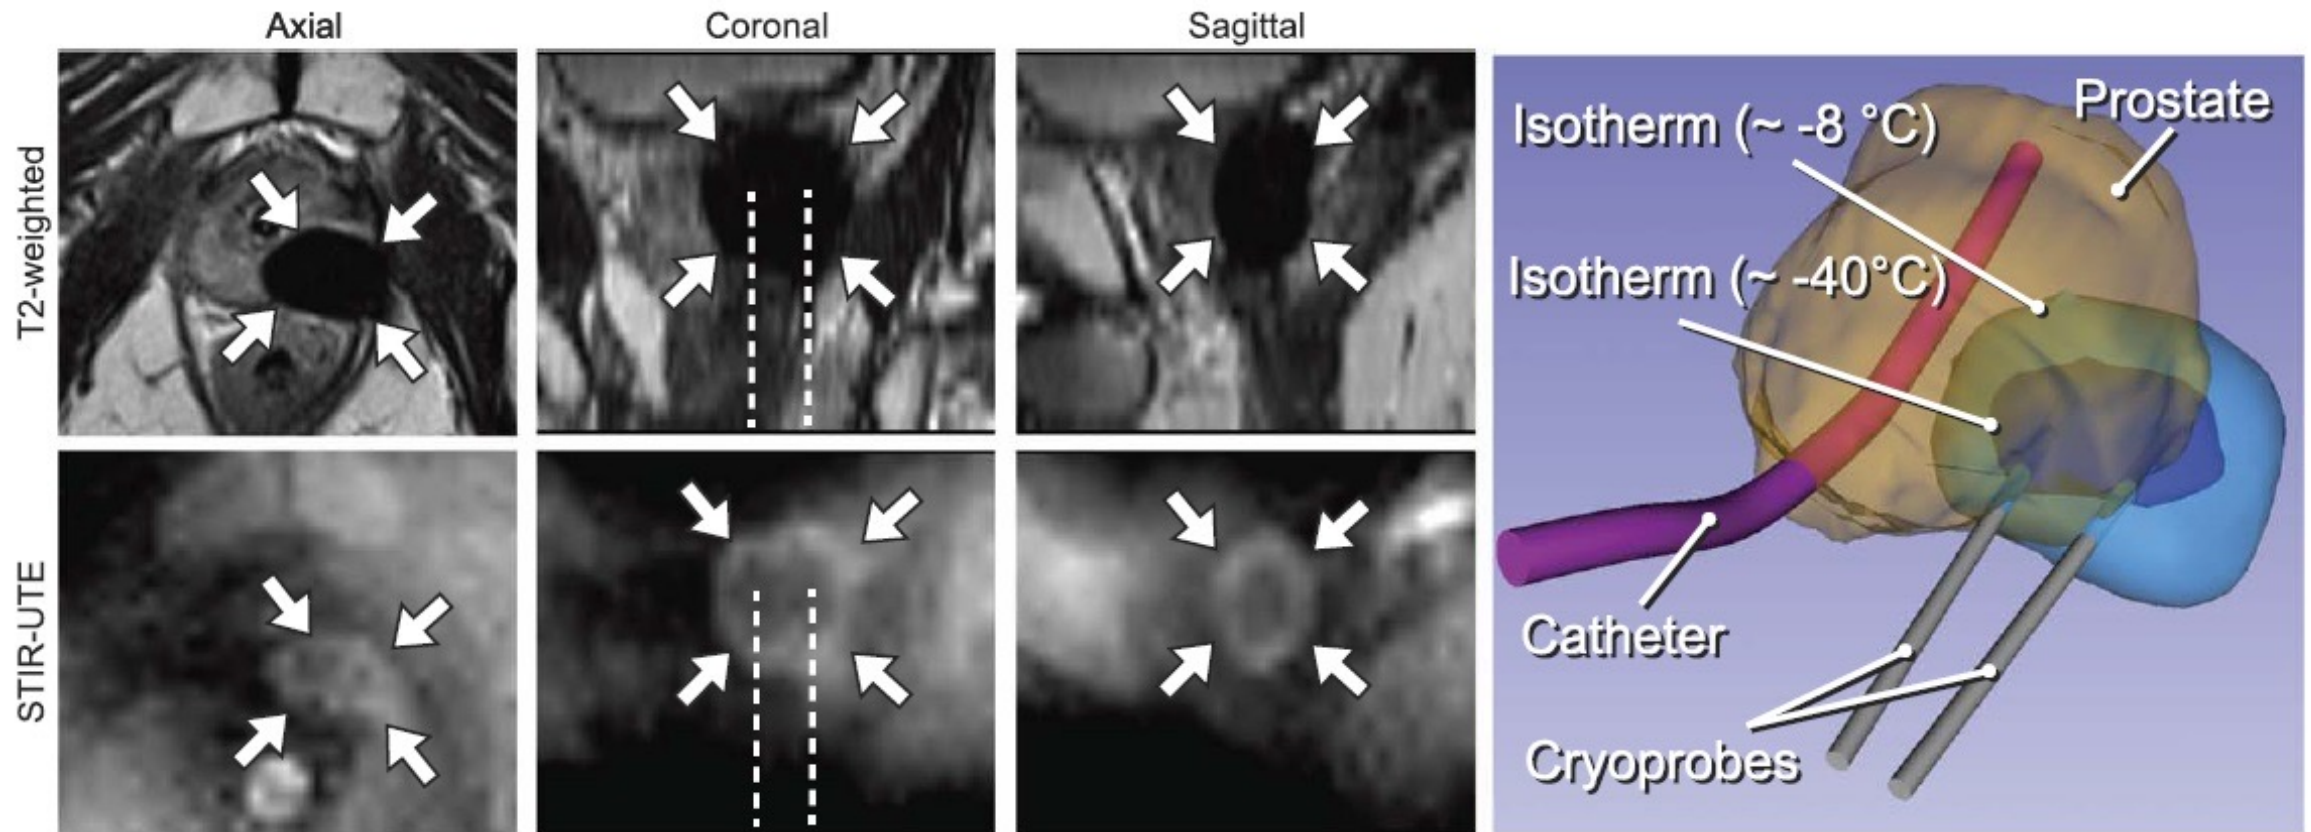 Axial
Coronal
Sagittal
T2-weighted
STIR-UTE
Isotherm (~ -8 °C)
Prostate
Isotherm (~ -40°C)
Catheter
Cryoprobes